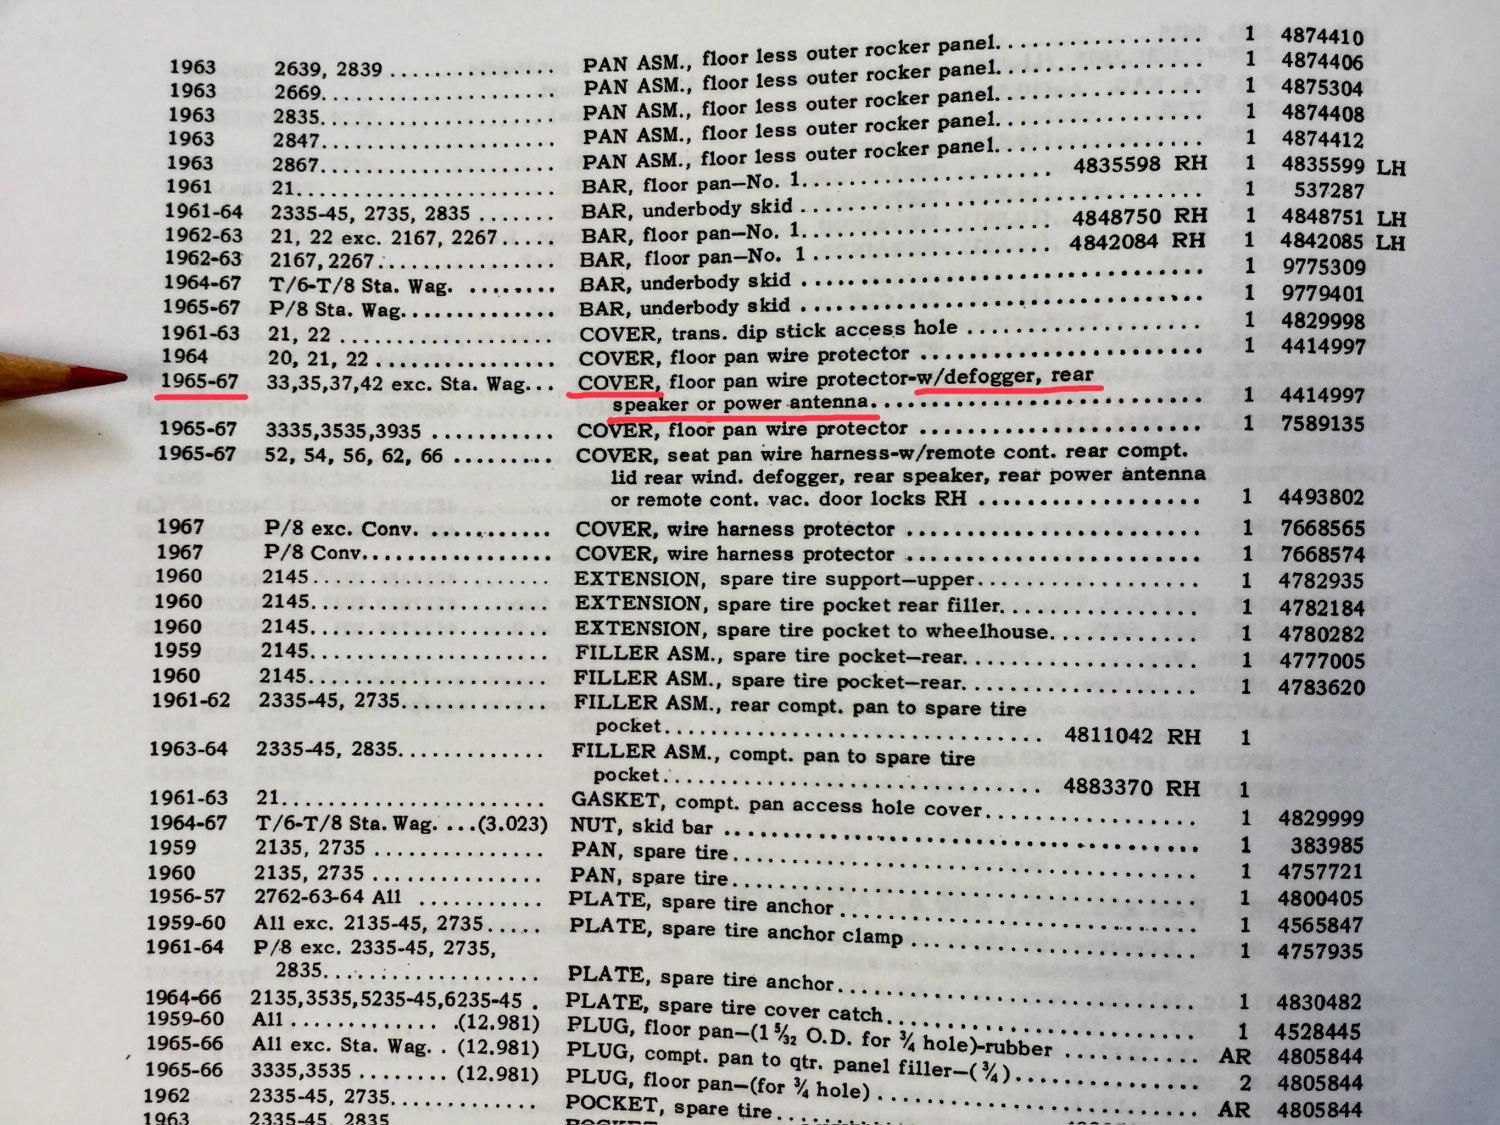 1963 2639, 2839 ............... PAN ASM., floor less outer rocker panel. ................ 1 4874410
1963 2669..................... PAN ASM., floor less outer rocker panel. ................ 1 4874406
1963 2835..................... PAN ASM., floor less outer rocker panel. ................ 1 4875304
1963 2847..................... PAN ASM., floor less outer rocker panel. ................ 1 4874408
1963 2867..................... PAN ASM., floor less outer rocker panel. ................ 1 4874412
1961 21....................... BAR, floor pan—No. 1.................... 4835598 RH 1 4835599 LH
1961-64 2335-45, 2735, 2835 ....... BAR, underbody skid ................................ 1 537287
1962-63 21, 22 exc. 2167, 2267..... BAR, floor pan—No. 1.................... 4848750 RH 1 4848751 LH
1962-63 2167, 2267................ BAR, floor pan—No. 1 ................... 4842084 RH 1 4842085 LH
1964-67 T/6-T/8 Sta. Wag. ........ BAR, underbody skid ................................ 1 9775309
1965-67 P/8 Sta. Wag.............. BAR, underbody skid ................................ 1 9779401
1961-63 21, 22 ................... COVER, trans. dip stick access hole .................... 1 4829998
1964 20, 21, 22 ................ COVER, floor pan wire protector ........................ 1 4414997
1965-67 33,35,37,42 exc. Sta. Wag... COVER, floor pan wire protector-w/defogger, rear
speaker or power antenna........................... 1 4414997
1965-67 3335,3535,3935 ........... COVER, floor pan wire protector ........................ 1 7589135
1965-67 52, 54, 56, 62, 66 ......... COVER, seat pan wire harness-w/remote cont. rear compt.
lid rear wind. defogger, rear speaker, rear power antenna
or remote cont. vac. door locks RH .................. 1 4493802
1967 P/8 exc. Conv. ........... COVER, wire harness protector ........................ 1 7668565
1967 P/8 Conv................. COVER, wire harness protector ........................ 1 7668574
1960 2145..................... EXTENSION, spare tire support—upper.................. 1 4782935
1960 2145..................... EXTENSION, spare tire pocket rear filler................ 1 4782184
1960 2145..................... EXTENSION, spare tire pocket to wheelhouse............ 1 4780282
1959 2145..................... FILLER ASM., spare tire pocket—rear................... 1 4777005
1960 2145..................... FILLER ASM., spare tire pocket—rear................... 1 4783620
1961-62 2335-45, 2735............. FILLER ASM., rear compt. pan to spare tire
pocket................................. 4811042 RH 1
1963-64 2335-45, 2835............. FILLER ASM., compt. pan to spare tire
pocket................................. 4883370 RH 1
1961-63 21....................... GASKET, compt. pan access hole cover.................. 1 4829999
1964-67 T/6-T/8 Sta. Wag. ....(3.023) NUT, skid bar ........................................ 1 383985
1959 2135, 2735 ............... PAN, spare tire...................................... 1 4757721
1960 2135, 2735 ............... PAN, spare tire...................................... 1 4800405
1956-57 2762-63-64 All ........... PLATE, spare tire anchor ............................ 1 4565847
1959-60 All exc. 2135-45, 2735..... PLATE, spare tire anchor clamp ...................... 1 4757935
1961-64 P/8 exc. 2335-45, 2735,
2835................... PLATE, spare tire anchor............................ 1 4830482
1964-66 2135,3535,5235-45,6235-45 . PLATE, spare tire cover catch........................ 1 4528445
1959-60 All ............ .(12.981) PLUG, floor pan—(1 5/32 O.D. for 3/4 hole)-rubber .......... AR 4805844
1965-66 All exc. Sta. Wag. . (12.981) PLUG, compt. pan to qtr. panel filler—(3/4)............... 2 4805844
1965-66 3335,3535 ........ (12.981) PLUG, floor pan—(for 3/4 hole) .......................... AR 4805844
1962 2335-45, 2735............. POCKET, spare tire
1963 2335-45, 2835